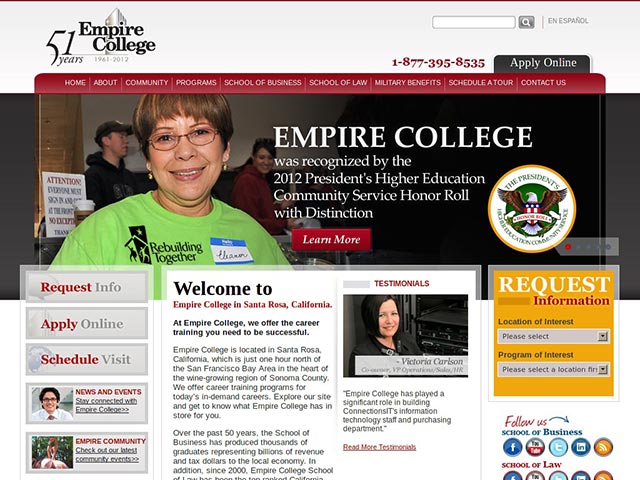 51 years
Empire College
1961-2012
EN ESPAÑOL
1-877-395-8535
Apply Online
HOME
ABOUT
COMMUNITY
PROGRAMS
SCHOOL OF BUSINESS
SCHOOL OF LAW
MILITARY BENEFITS
SCHEDULE A TOUR
CONTACT US
ATTENTION!
EVERYONE
MUST SIGN
IN AND
AT THE FRONT
NO
EXCEPTIONS
Rebuilding
Together
Eleanor
EMPIRE COLLEGE
was recognized by the
2012 President's Higher Education
Community Service Honor Roll
with Distinction
Learn More
THE PRESIDENT'S
HONOR ROLL
HIGHER EDUCATION COMMUNITY SERVICE
Request Info
Apply Online
Schedule Visit
NEWS AND EVENTS
Stay connected with
Empire College>>
EMPIRE COMMUNITY
Check out our latest
community events>>
Welcome to
Empire College in Santa Rosa, California.
At Empire College, we offer the career
training you need to be successful.
Empire College is located in Santa Rosa,
California, which is just one hour north of
the San Francisco Bay Area in the heart of
the wine-growing region of Sonoma County.
We offer career training programs for
today's in-demand careers. Explore our site
and get to know what Empire College has in
store for you.
Over the past 50 years, the School of
Business has produced thousands of
graduates representing billions of revenue
and tax dollars to the local economy. In
addition, since 2000, Empire College School
of Law has been the top ranked California
TESTIMONIALS
- Victoria Carlson
Co-owner, VP Operations/Sales/HR
"Empire College has played a
significant role in building
ConnectionsIT's information
technology staff and purchasing
department."
Read More Testimonials
REQUEST
Information
Location of Interest
Please select
Program of Interest
Please select a location firs
Follow us
SCHOOL OF Business
You Tube
in
SCHOOL OF Law
You Tube
in